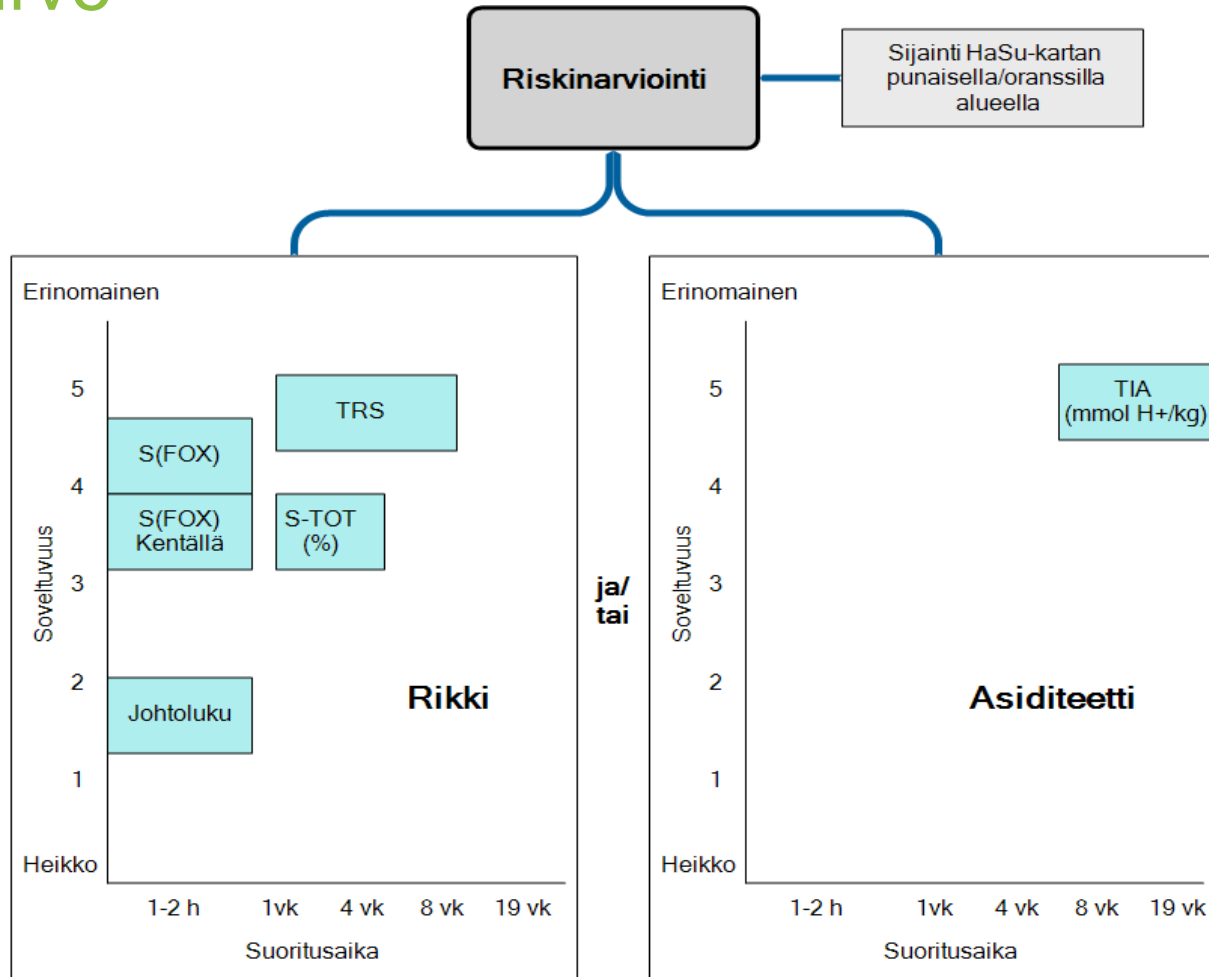 Riskinarviointi
Sijainti HaSu-kartan
punaisella/oranssilla
alueella
Erinomainen
5
4
3
2
1
Heikko
Soveltuvuus
TRS
S(FOX)
S(FOX)
Kentällä
S-TOT
(%)
Johtoluku
Rikki
1-2 h
1vk
4 vk
8 vk
19 vk
Suoritusaika
ja/
tai
Erinomainen
5
4
3
2
1
Heikko
Soveltuvuus
TIA
(mmol H+/kg)
Asiditeetti
1-2 h
1vk
4 vk
8 vk
19 vk
Suoritusaika